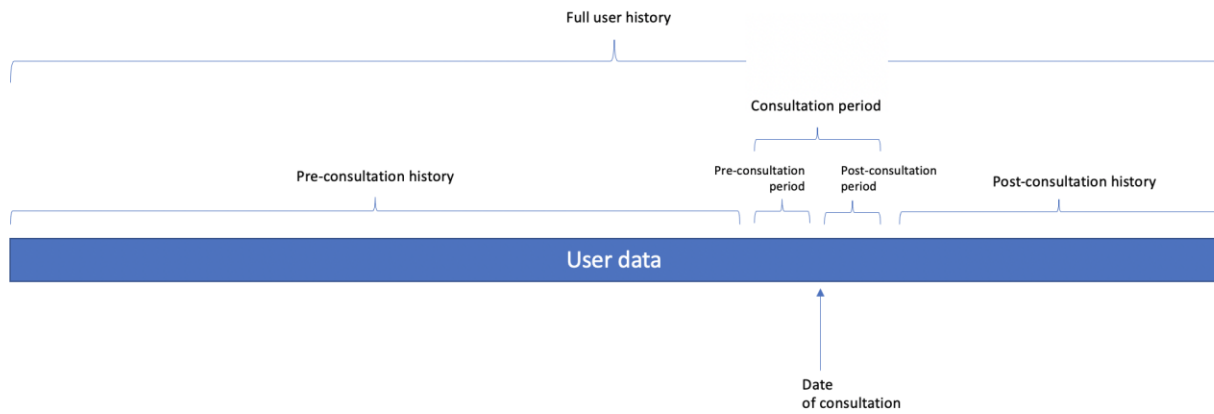 Full user history
Consultation period
Pre-consultation
period
Post-consultation
period
Pre-consultation history
Post-consultation history
User data
Date
of consultation